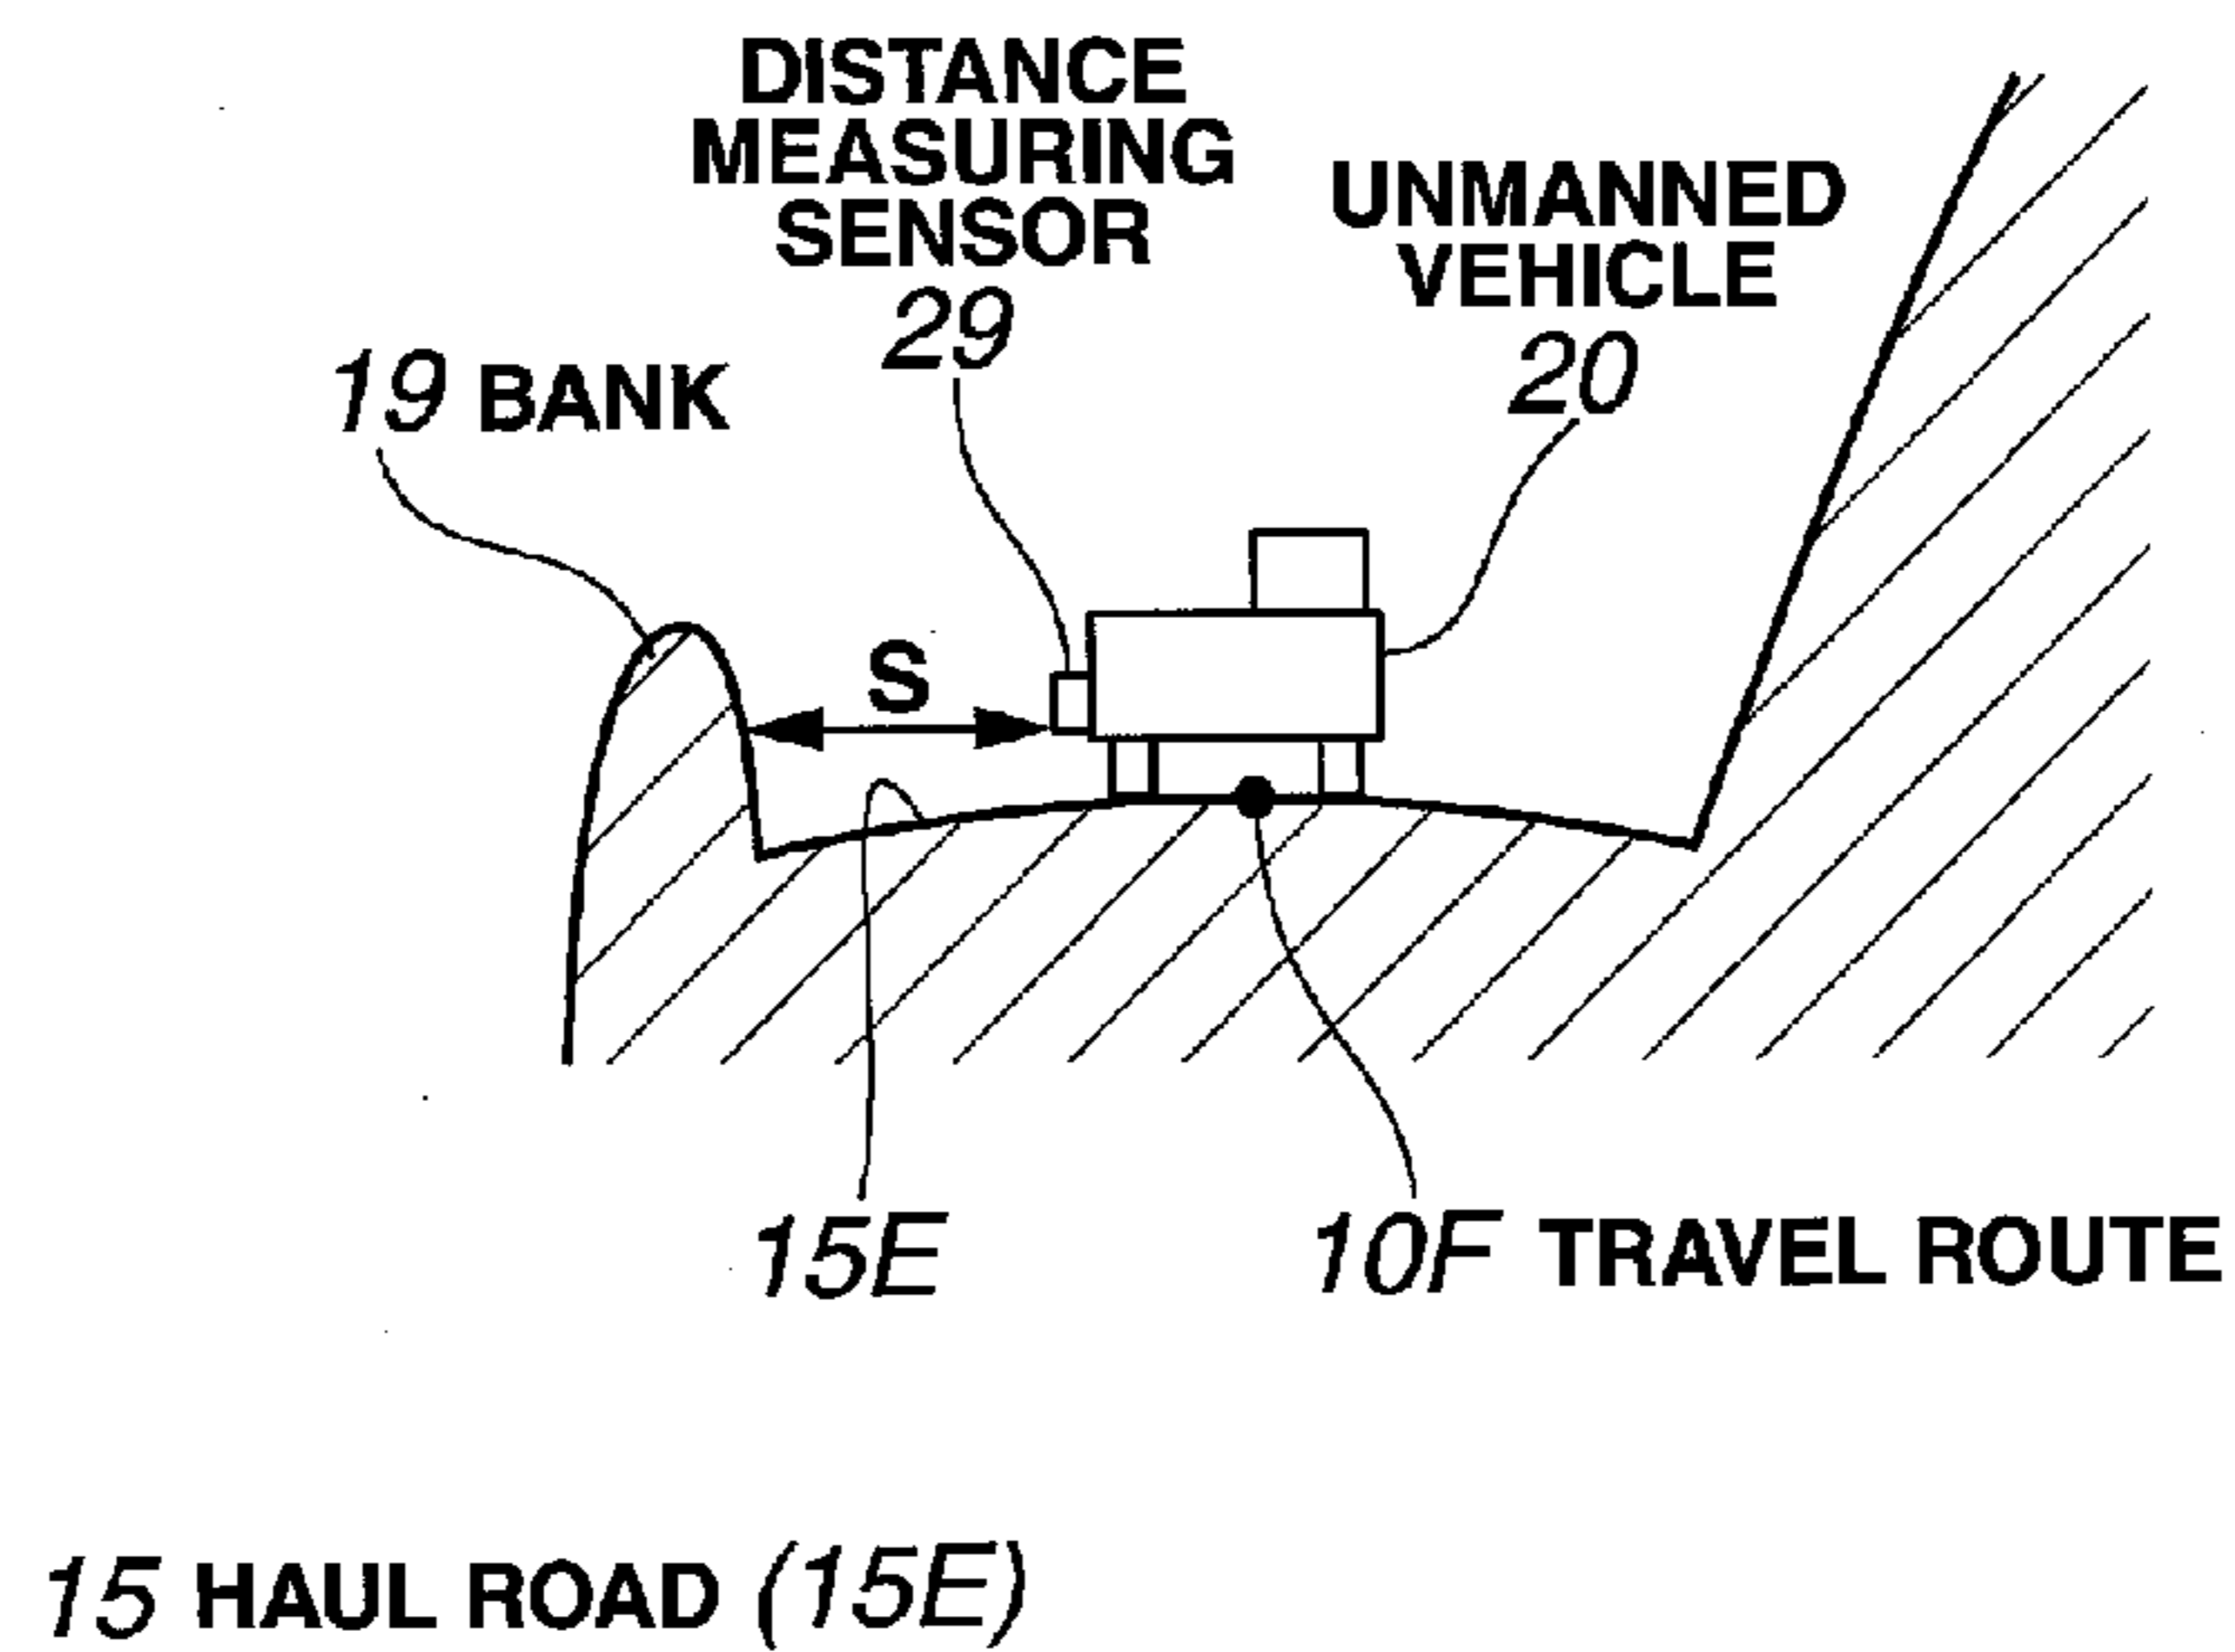 DISTANCE
MEASURING
SENSOR
29
UNMANNED
VEHICLE
20
19 BANK
S
15E
10F TRAVEL ROUTE
15 HAUL ROAD (15E)